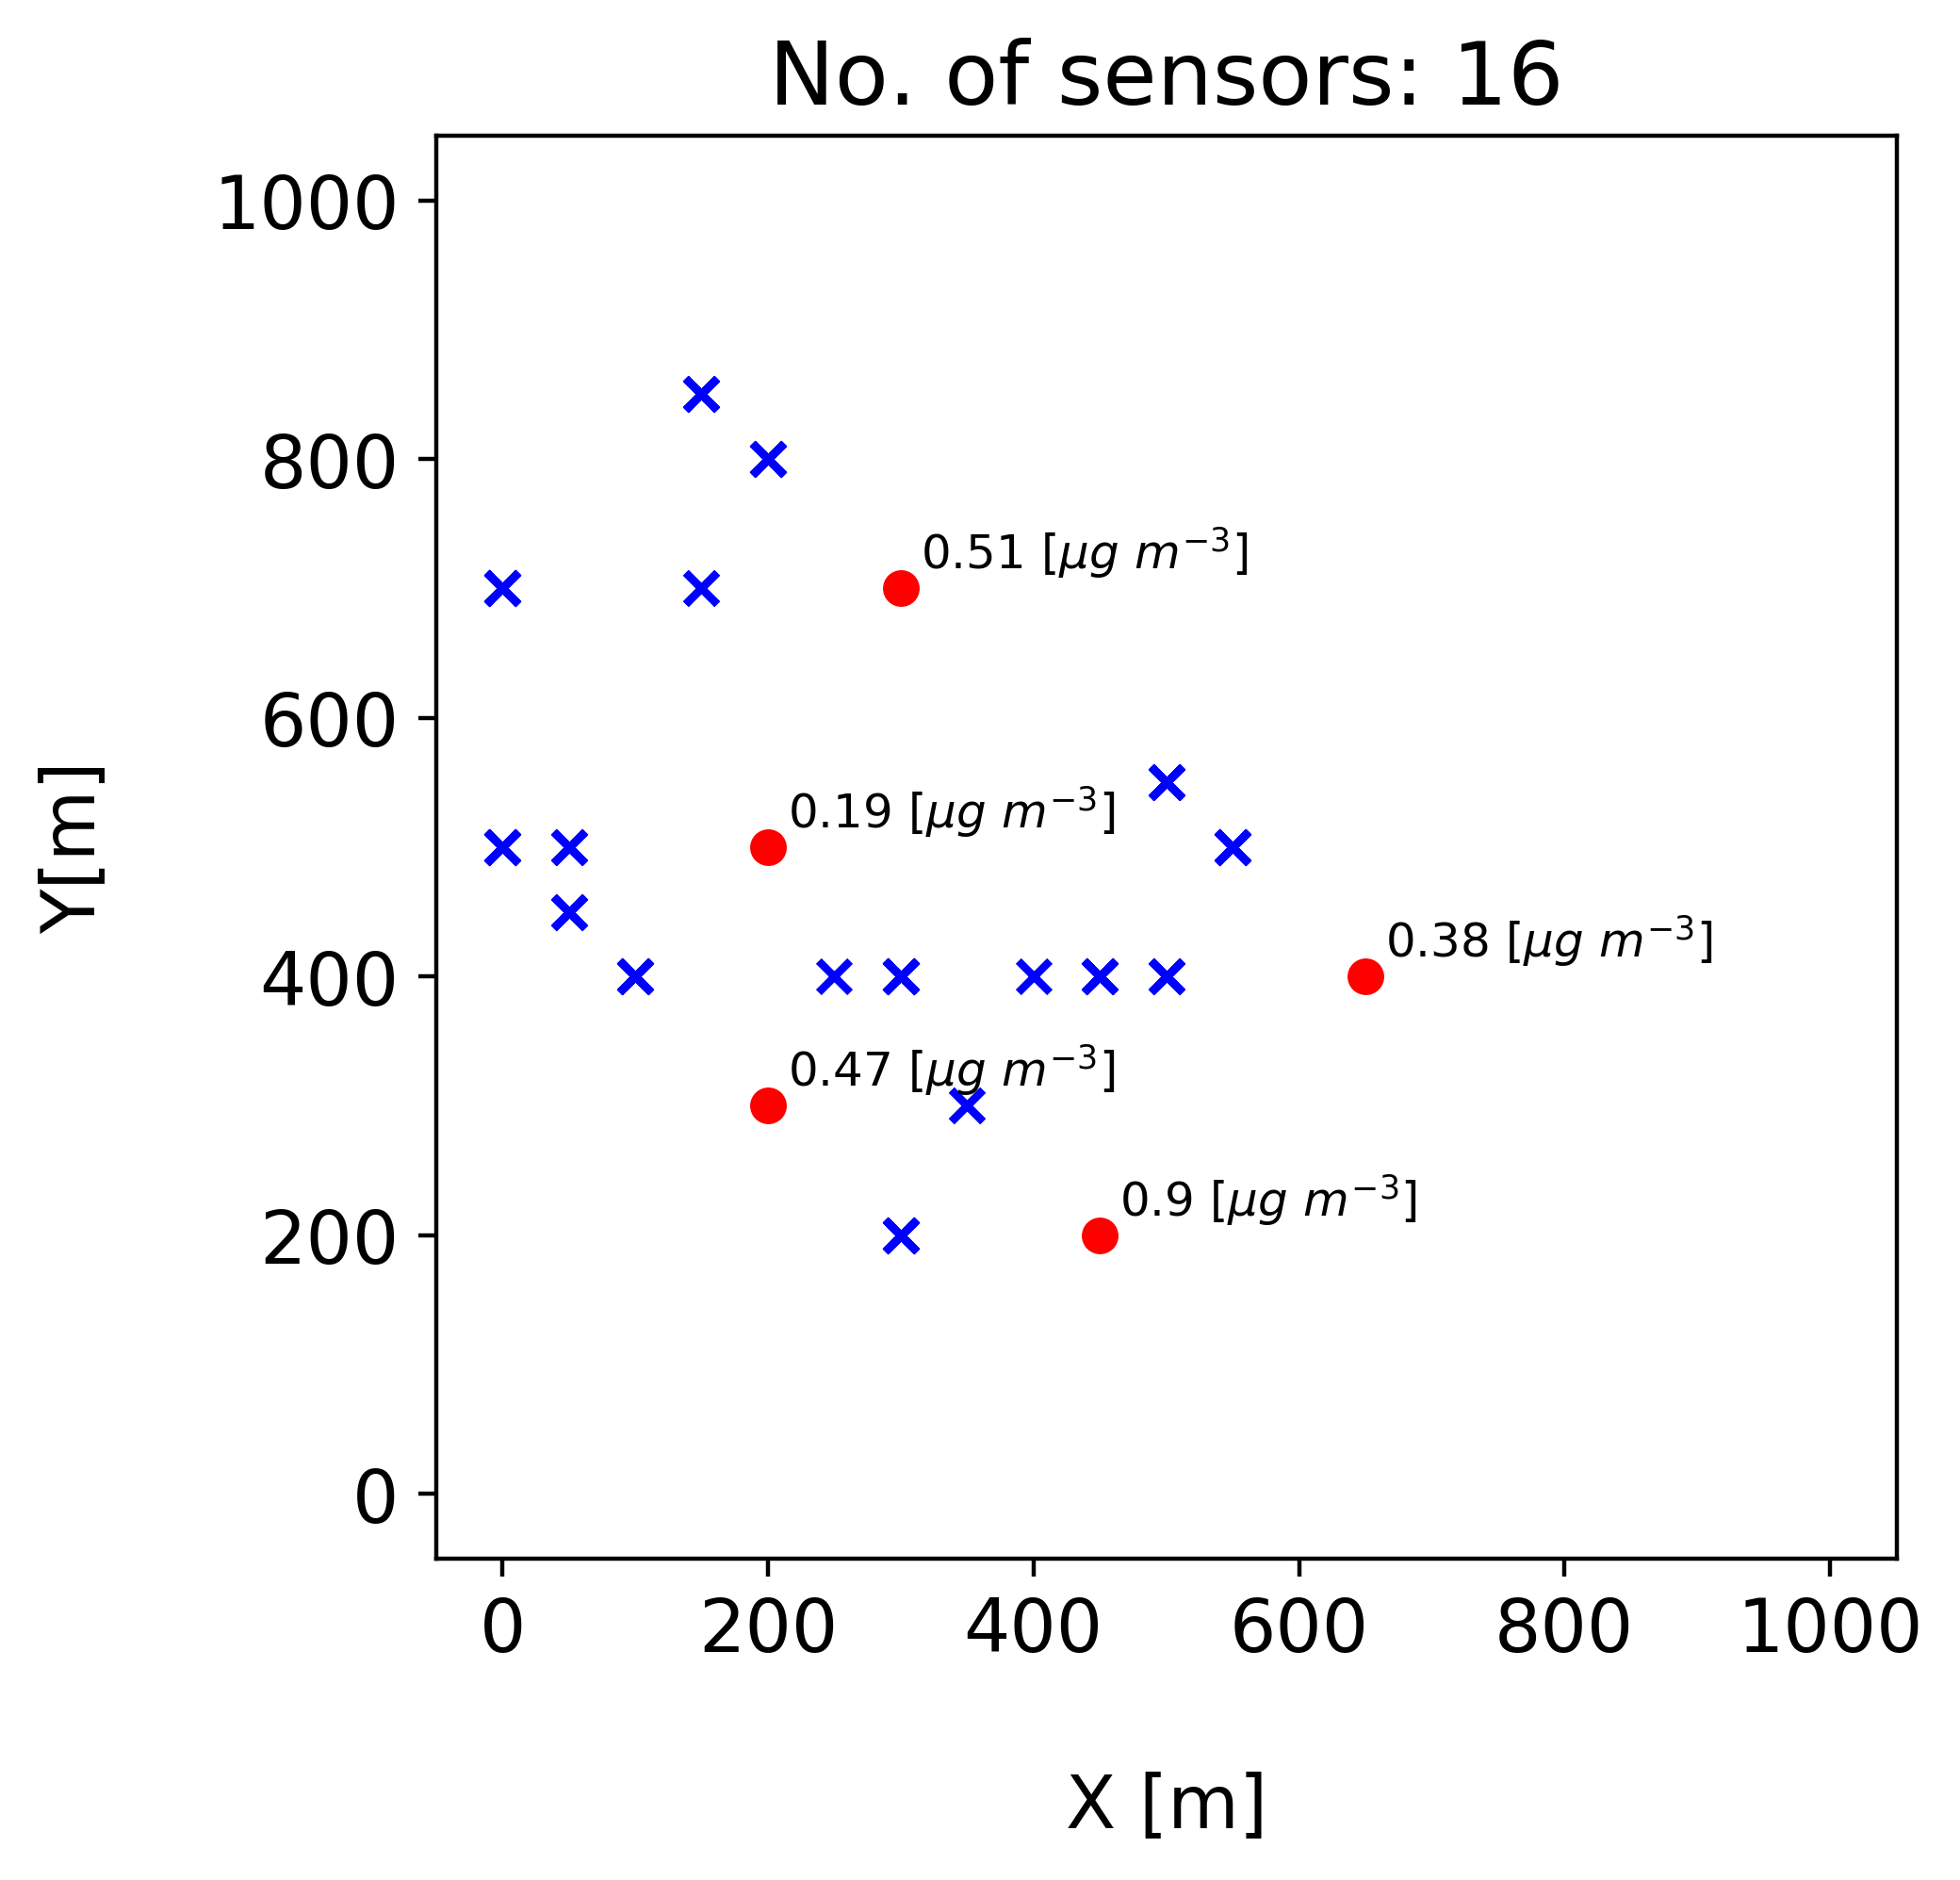 No. of sensors: 16
1000
800
600
400
200
0
Y[m]
0.51 [μg m⁻³]
0.19 [μg m⁻³]
0.38 [μg m⁻³]
0.47 [μg m⁻³]
0.9 [μg m⁻³]
0 200 400 600 800 1000
X [m]